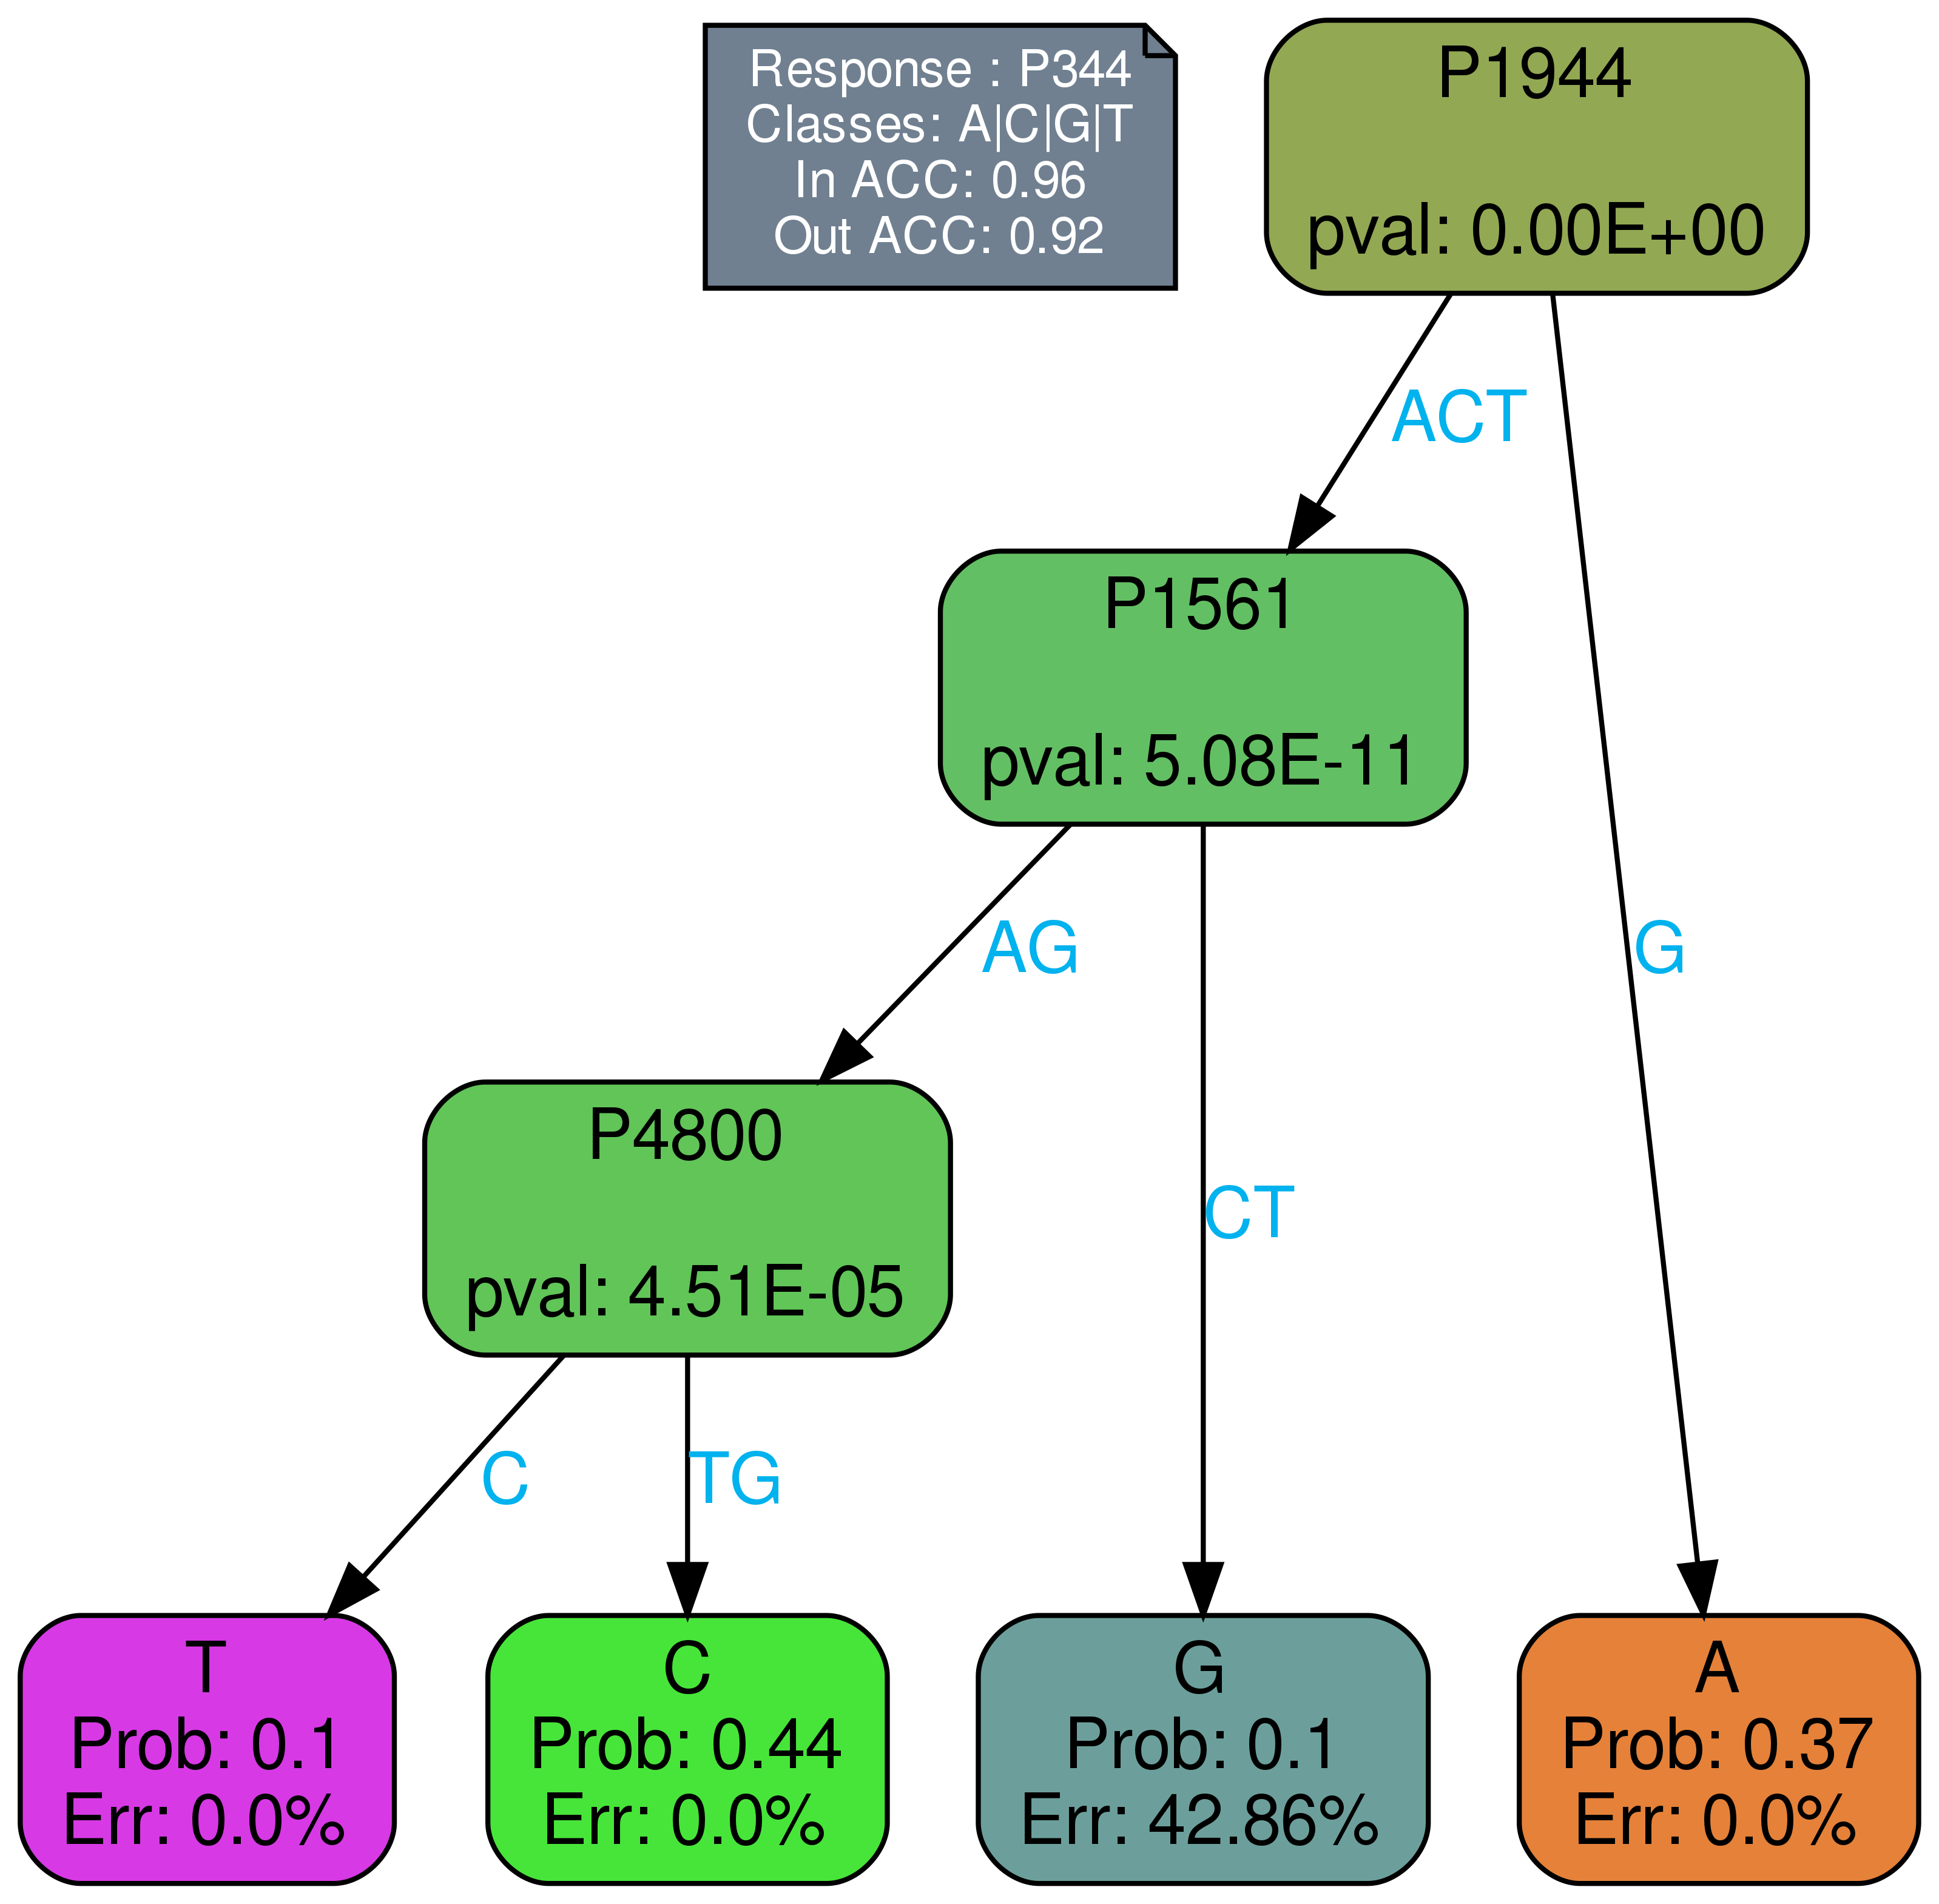 Response : P344
Classes: A|C|G|T
In ACC: 0.96
Out ACC: 0.92
P1944
pval: 0.00E+00
ACT
P1561
pval: 5.08E-11
AG
G
P4800
pval: 4.51E-05
CT
C
TG
T
Prob: 0.1
Err: 0.0%
C
Prob: 0.44
Err: 0.0%
G
Prob: 0.1
Err: 42.86%
A
Prob: 0.37
Err: 0.0%